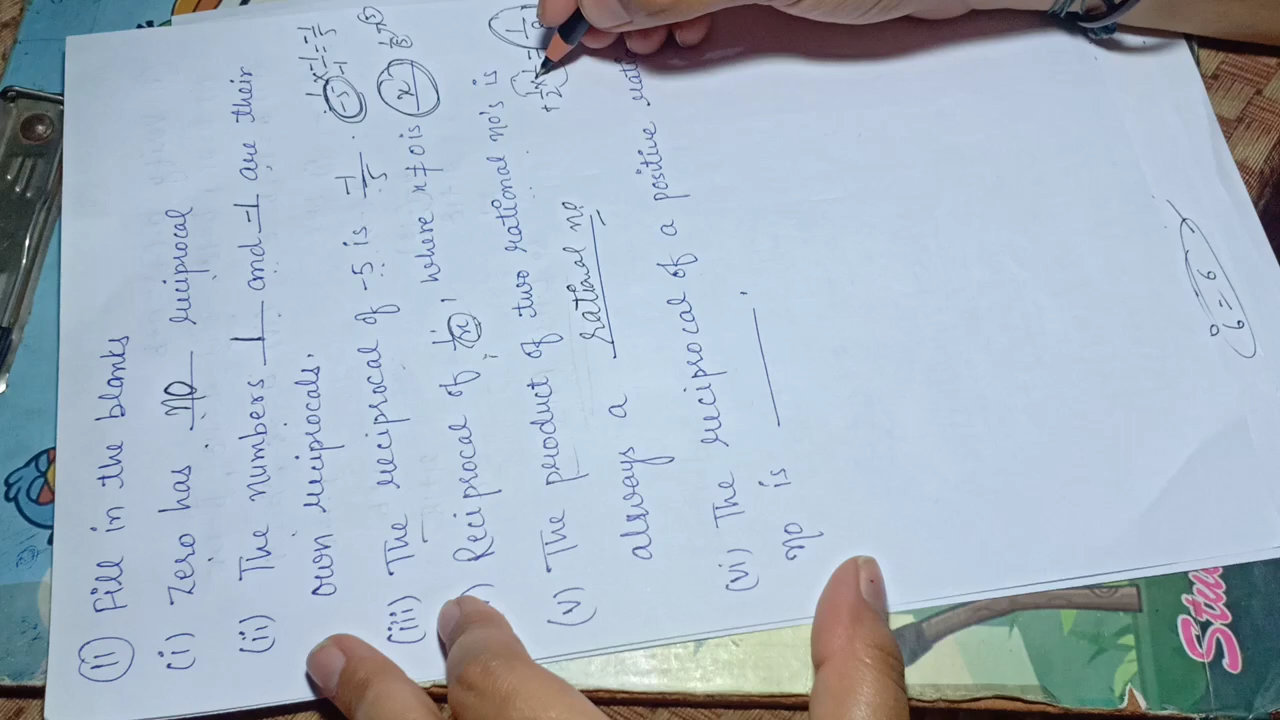 (11) Fill in the blanks
(i) Zero has no reciprocal
(ii) The numbers 1 and -1 are their
own reciprocals.
(iii) The reciprocal of -5 is -1/5.
Reciprocal of 1/x, where x ≠ 0 is x
(v) The product of two rational no's is
always a rational no.
(vi) The reciprocal of a positive
no is ____.
6 = 6
Stu